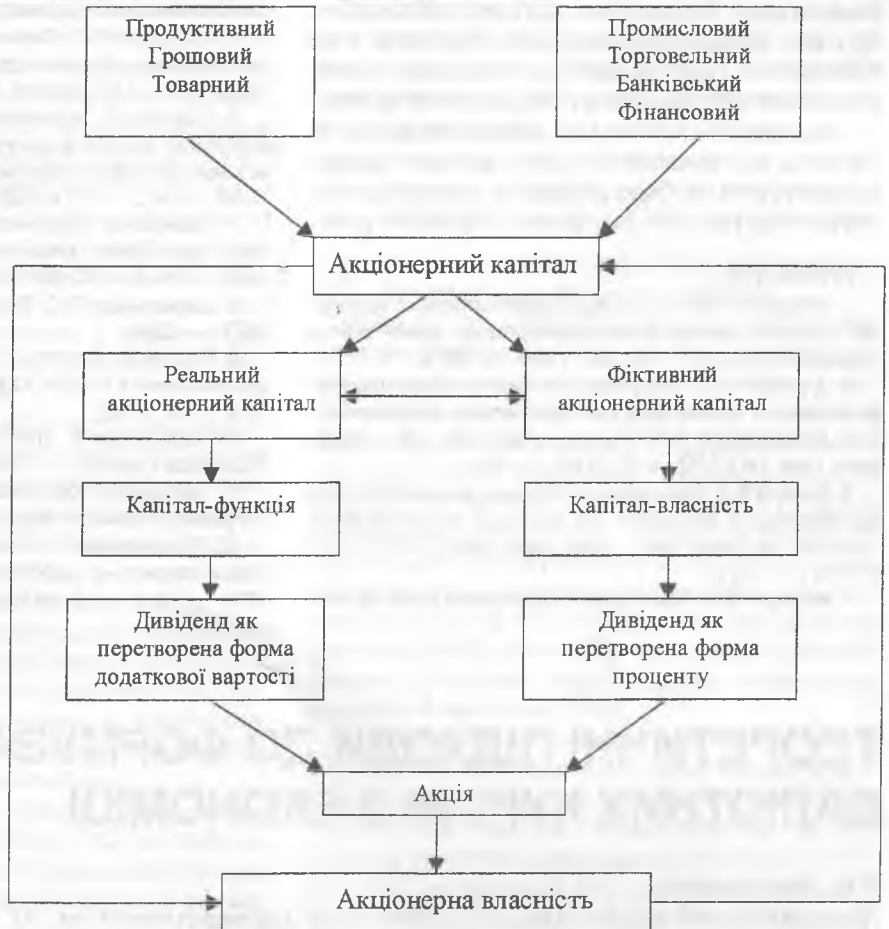 Продуктивний
Грошовий
Товарний
Промисловий
Торговельний
Банківський
Фінансовий
Акціонерний капітал
Реальний
акціонерний капітал
Фіктивний
акціонерний капітал
Капітал-функція
Капітал-власність
Дивіденд як
перетворена форма
додаткової вартості
Дивіденд як
перетворена форма
проценту
Акція
Акціонерна власність